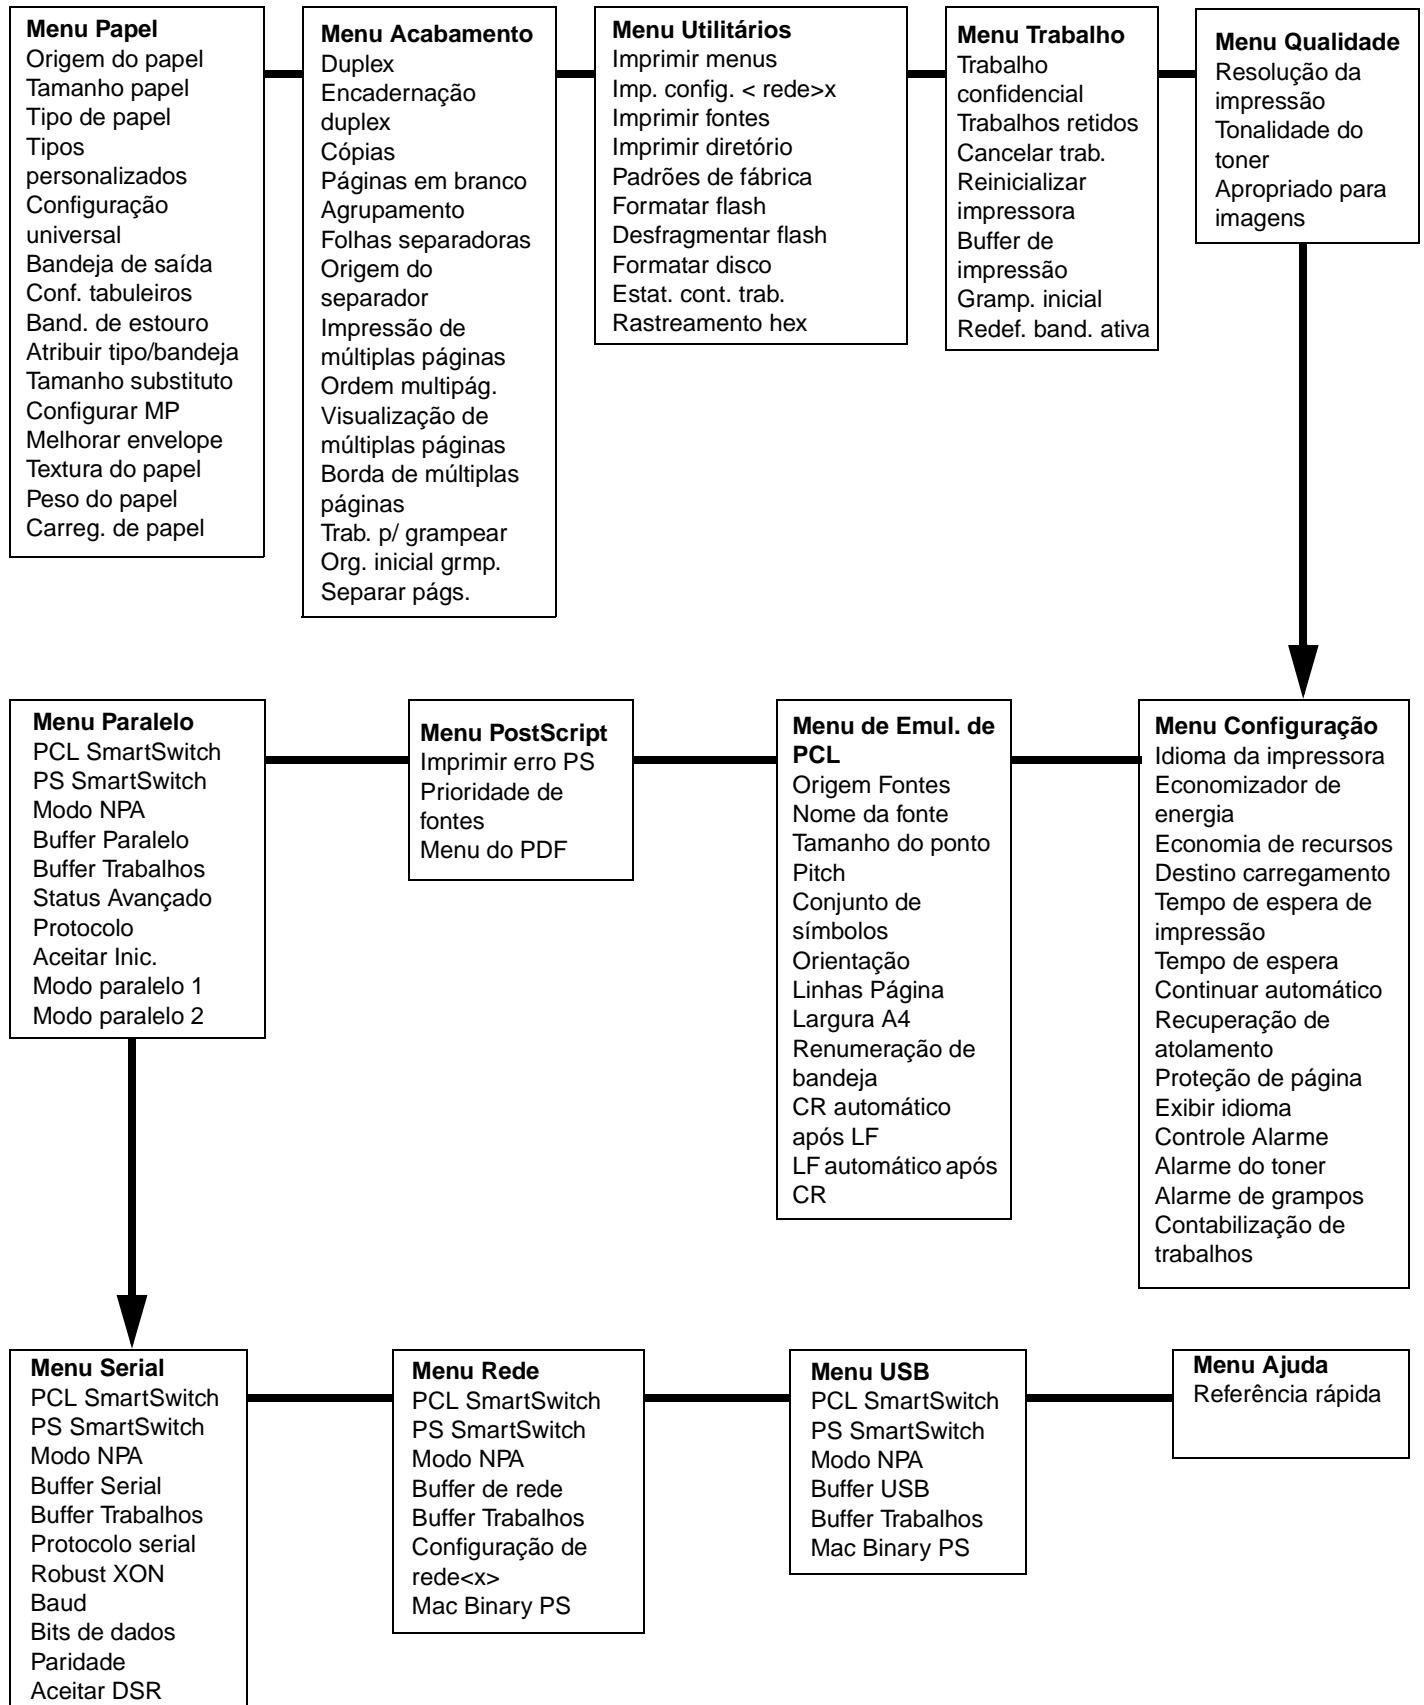 Menu Papel
Origem do papel
Tamanho papel
Tipo de papel
Tipos
personalizados
Configuração
universal
Bandeja de saída
Conf. tabuleiros
Band. de estouro
Atribuir tipo/bandeja
Tamanho substituto
Configurar MP
Melhorar envelope
Textura do papel
Peso do papel
Carreg. de papel
Menu Acabamento
Duplex
Encadernação
duplex
Cópias
Páginas em branco
Agrupamento
Folhas separadoras
Origem do
separador
Impressão de
múltiplas páginas
Ordem multipág.
Visualização de
múltiplas páginas
Borda de múltiplas
páginas
Trab. p/ grampear
Org. inicial grmp.
Separar págs.
Menu Utilitários
Imprimir menus
Imp. config. < rede>x
Imprimir fontes
Imprimir diretório
Padrões de fábrica
Formatar flash
Desfragmentar flash
Formatar disco
Estat. cont. trab.
Rastreamento hex
Menu Trabalho
Trabalho
confidencial
Trabalhos retidos
Cancelar trab.
Reinicializar
impressora
Buffer de
impressão
Gramp. inicial
Redef. band. ativa
Menu Qualidade
Resolução da
impressão
Tonalidade do
toner
Apropriado para
imagens
Menu Paralelo
PCL SmartSwitch
PS SmartSwitch
Modo NPA
Buffer Paralelo
Buffer Trabalhos
Status Avançado
Protocolo
Aceitar Inic.
Modo paralelo 1
Modo paralelo 2
Menu PostScript
Imprimir erro PS
Prioridade de
fontes
Menu do PDF
Menu de Emul. de
PCL
Origem Fontes
Nome da fonte
Tamanho do ponto
Pitch
Conjunto de
símbolos
Orientação
Linhas Página
Largura A4
Renumeração de
bandeja
CR automático
após LF
LF automático após
CR
Menu Configuração
Idioma da impressora
Economizador de
energia
Economia de recursos
Destino carregamento
Tempo de espera de
impressão
Tempo de espera
Continuar automático
Recuperação de
atolamento
Proteção de página
Exibir idioma
Controle Alarme
Alarme do toner
Alarme de grampos
Contabilização de
trabalhos
Menu Serial
PCL SmartSwitch
PS SmartSwitch
Modo NPA
Buffer Serial
Buffer Trabalhos
Protocolo serial
Robust XON
Baud
Bits de dados
Paridade
Aceitar DSR
Menu Rede
PCL SmartSwitch
PS SmartSwitch
Modo NPA
Buffer de rede
Buffer Trabalhos
Configuração de
rede<x>
Mac Binary PS
Menu USB
PCL SmartSwitch
PS SmartSwitch
Modo NPA
Buffer USB
Buffer Trabalhos
Mac Binary PS
Menu Ajuda
Referência rápida